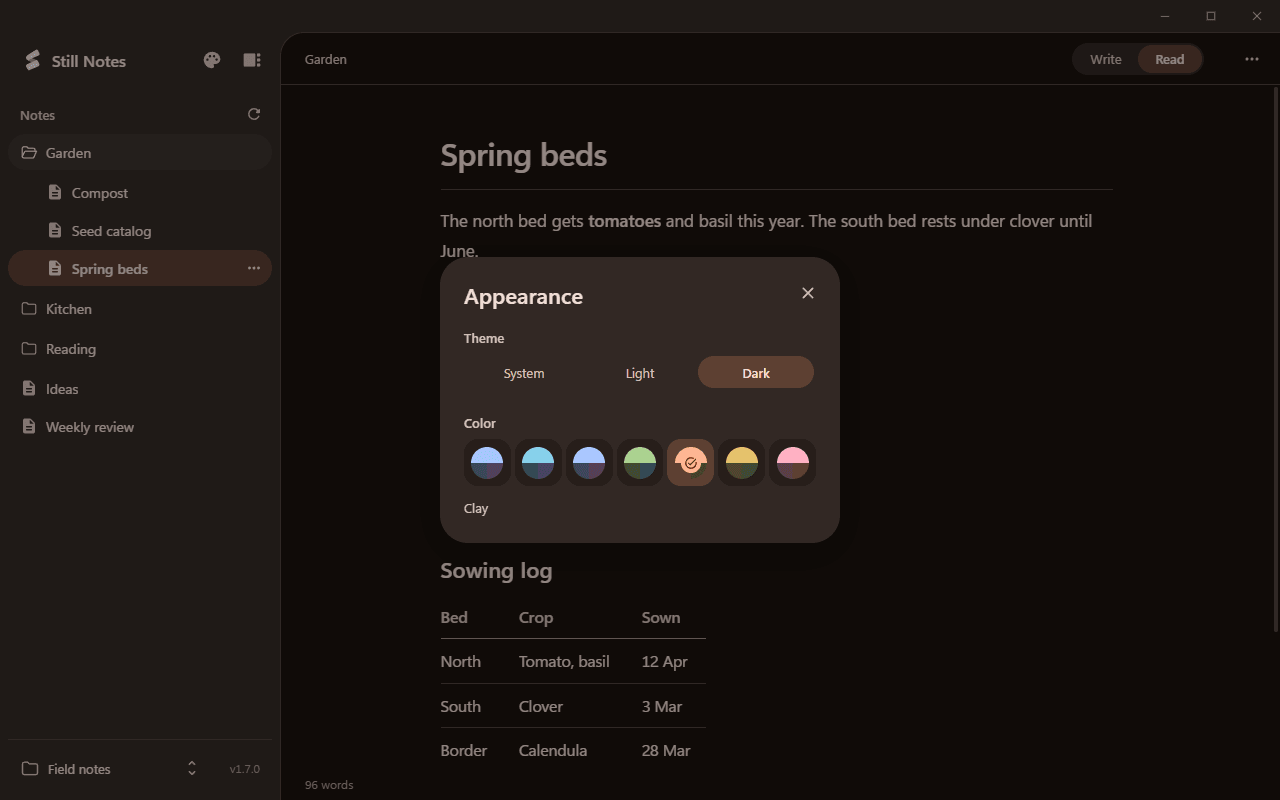 Still Notes
Notes
Garden
Compost
Seed catalog
Spring beds
Kitchen
Reading
Ideas
Weekly review
Field notes
v1.7.0
Garden
Write
Read
Spring beds
The north bed gets tomatoes and basil this year. The south bed rests under clover until
June.
Appearance
Theme
System
Light
Dark
Color
Clay
Sowing log
Bed Crop Sown
North Tomato, basil 12 Apr
South Clover 3 Mar
Border Calendula 28 Mar
96 words